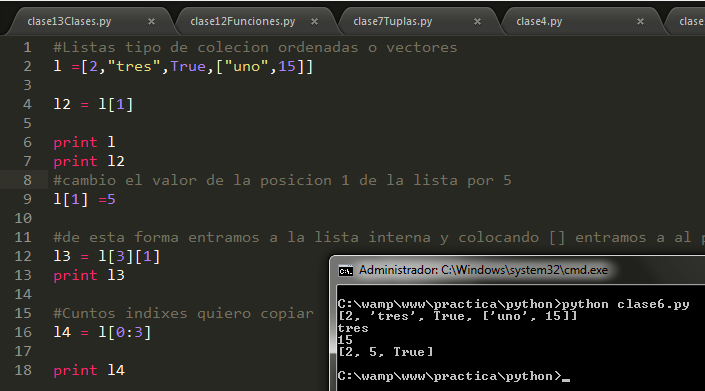 clase13Clases.py × clase12Funciones.py × clase7Tuplas.py × clase4.py × clase
1 #Listas tipo de colecion ordenadas o vectores
2 l =[2,"tres",True,["uno",15]]
3
4 l2 = l[1]
5
6 print l
7 print l2
8 #cambio el valor de la posicion 1 de la lista por 5
9 l[1] =5
10
11 #de esta forma entramos a la lista interna y colocando [] entramos a al
12 l3 = l[3][1]
13 print l3
14
15 #Cuntos indixes quiero copiar
16 l4 = l[0:3]
17
18 print l4
Administrador: C:\Windows\system32\cmd.exe
C:\wamp\www\practica\python>python clase6.py
[2, 'tres', True, ['uno', 15]]
tres
15
[2, 5, True]
C:\wamp\www\practica\python>_